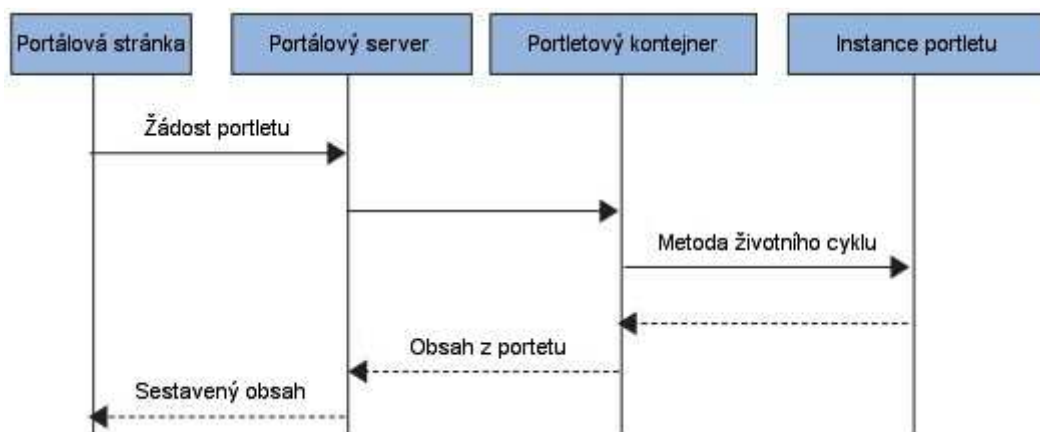 Portálová stránka
Portálový server
Portletový kontejner
Instance portletu
Žádost portletu
Metoda životního cyklu
Obsah z portetu
Sestavený obsah